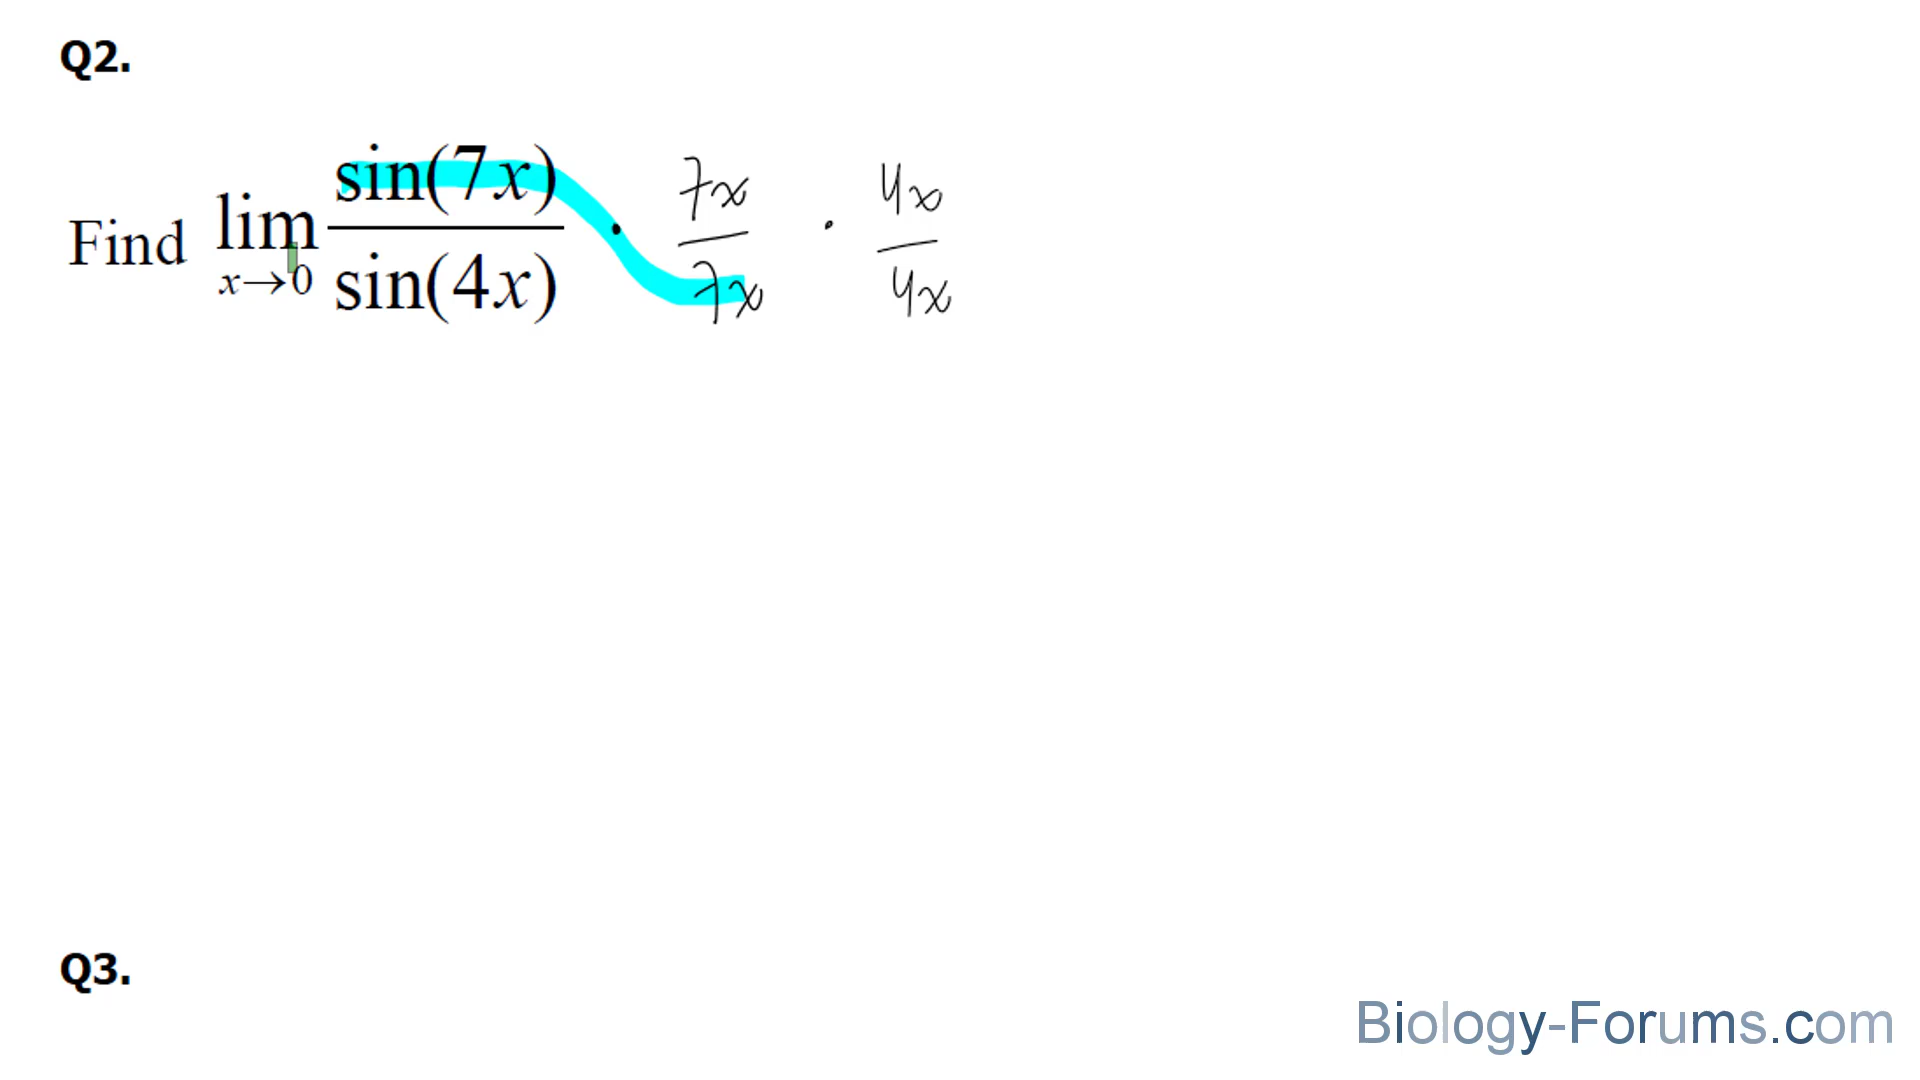 Q2.
Find lim x→0 sin(7x)/sin(4x) · 7x/7x · 4x/4x
Q3.
Biology-Forums.com